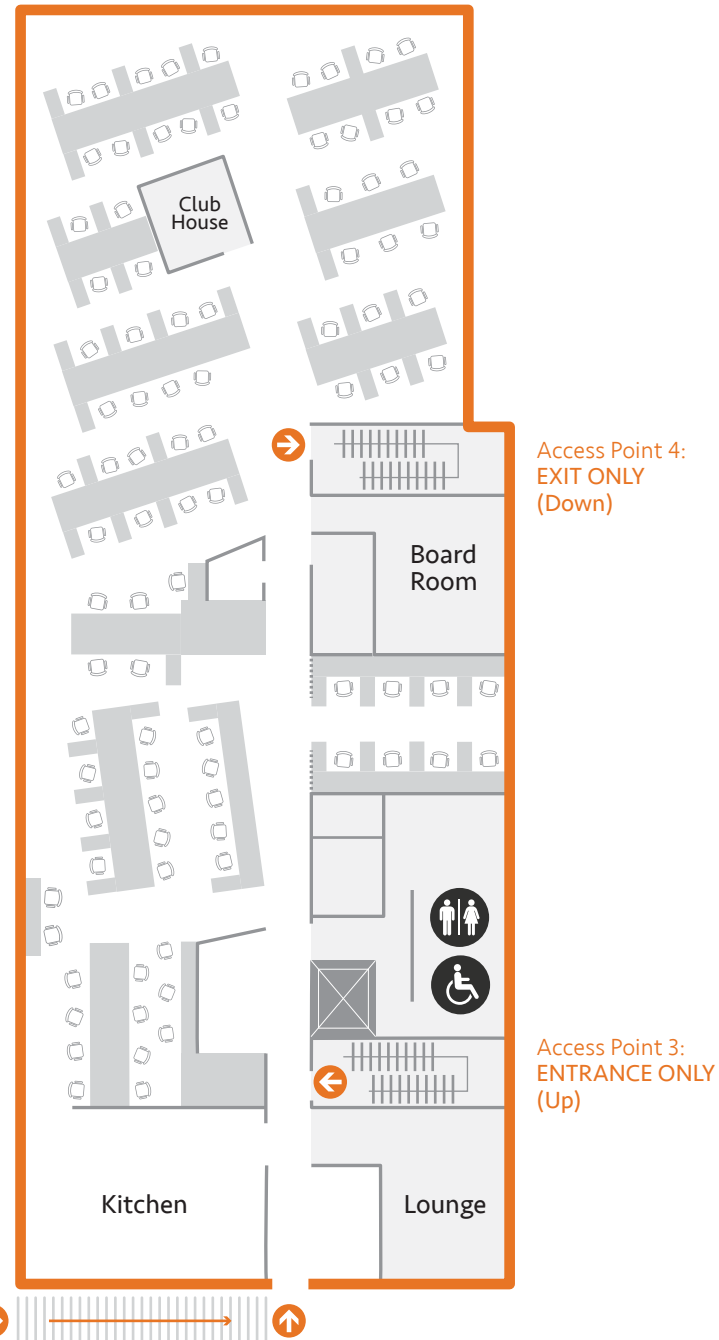 Club
House
Access Point 4:
EXIT ONLY
(Down)
Board
Room
Access Point 3:
ENTRANCE ONLY
(Up)
Kitchen
Lounge